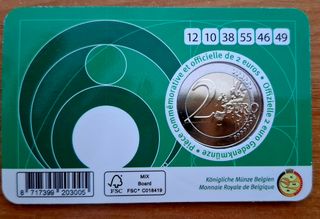 12 10 38 55 46 49
Pièce commémorative et officielle de 2 euros • Offizielle 2 euro Gedenkmünze •
2 EURO
Königliche Münze Belgien
Monnaie Royale de Belgique
FSC
MIX
Board
FSC® C018419
8 717399 203005